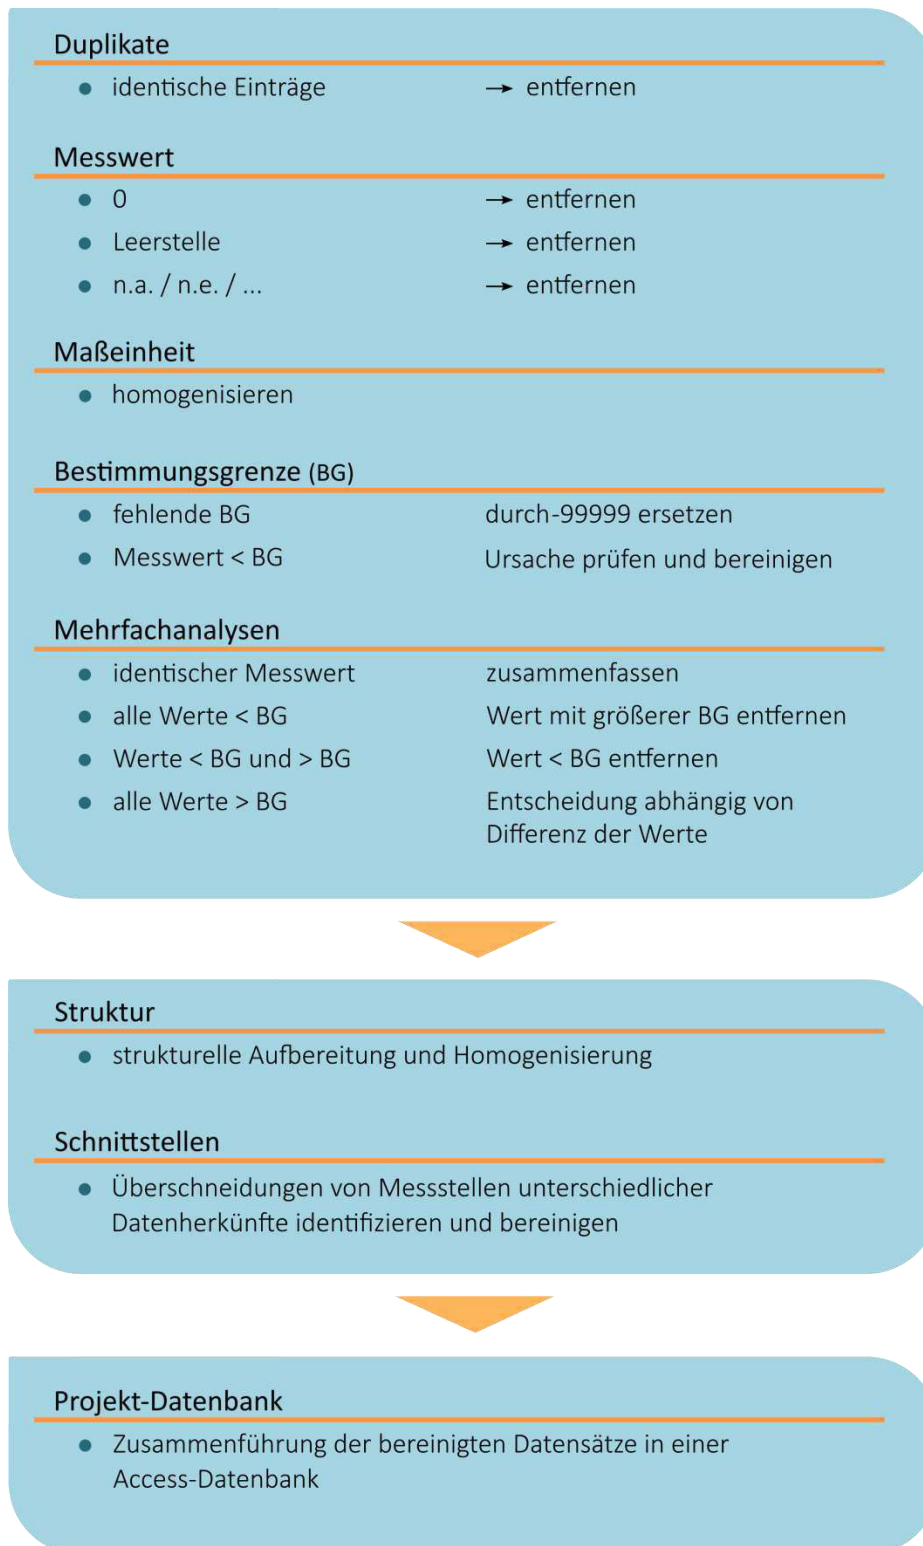 Duplikate
● identische Einträge → entfernen
Messwert
● 0 → entfernen
● Leerstelle → entfernen
● n.a. / n.e. / ... → entfernen
Maßeinheit
● homogenisieren
Bestimmungsgrenze (BG)
● fehlende BG durch-99999 ersetzen
● Messwert < BG Ursache prüfen und bereinigen
Mehrfachanalysen
● identischer Messwert zusammenfassen
● alle Werte < BG Wert mit größerer BG entfernen
● Werte < BG und > BG Wert < BG entfernen
● alle Werte > BG Entscheidung abhängig von
Differenz der Werte
Struktur
● strukturelle Aufbereitung und Homogenisierung
Schnittstellen
● Überschneidungen von Messstellen unterschiedlicher
Datenherkünfte identifizieren und bereinigen
Projekt-Datenbank
● Zusammenführung der bereinigten Datensätze in einer
Access-Datenbank